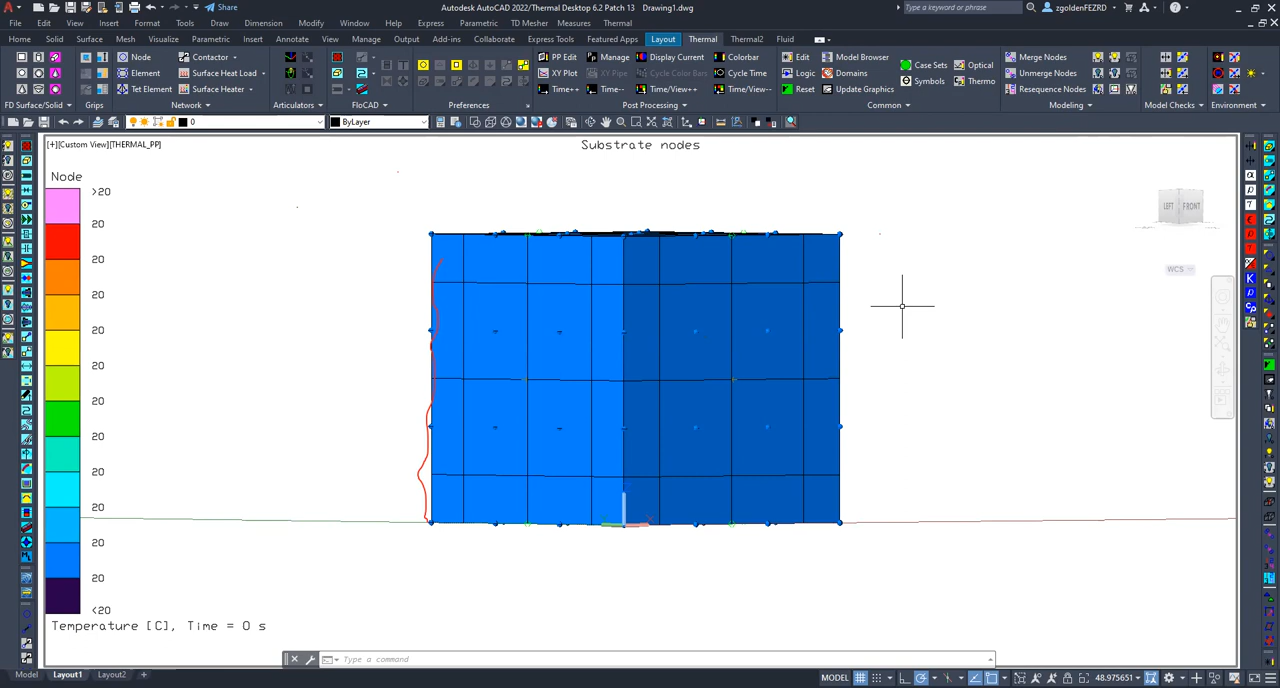 Share
Autodesk AutoCAD 2022/Thermal Desktop 6.2 Patch 13 Drawing1.dwg
Type a keyword or phrase
zgoldenFEZRD
File Edit View Insert Format Tools Draw Dimension Modify Window Help Express Parametric TD Mesher Measures Thermal
Home Solid Surface Mesh Visualize Parametric Insert Annotate View Manage Output Add-ins Collaborate Express Tools Featured Apps Layout Thermal Thermal2 Fluid
Node Contactor PP Edit Manage Display Current Colorbar Edit Model Browser Case Sets Optical Merge Nodes
Element Surface Heat Load XY Plot XY Pipe Cycle Color Bars Cycle Time Logic Domains Symbols Thermo Unmerge Nodes
Tet Element Surface Heater Time++ Time-- Time/View++ Time/View-- Reset Update Graphics Resequence Nodes
FD Surface/Solid Grips Network Articulators FloCAD Preferences Post Processing Common Modeling Model Checks Environment
0 ByLayer
[+][Custom View][THERMAL_PP]
Substrate nodes
Node
>20
20
20
20
20
20
20
20
20
20
20
20
<20
LEFT FRONT
WCS
Temperature [C], Time = 0 s
Type a command
Model Layout1 Layout2 +
MODEL 48.975651